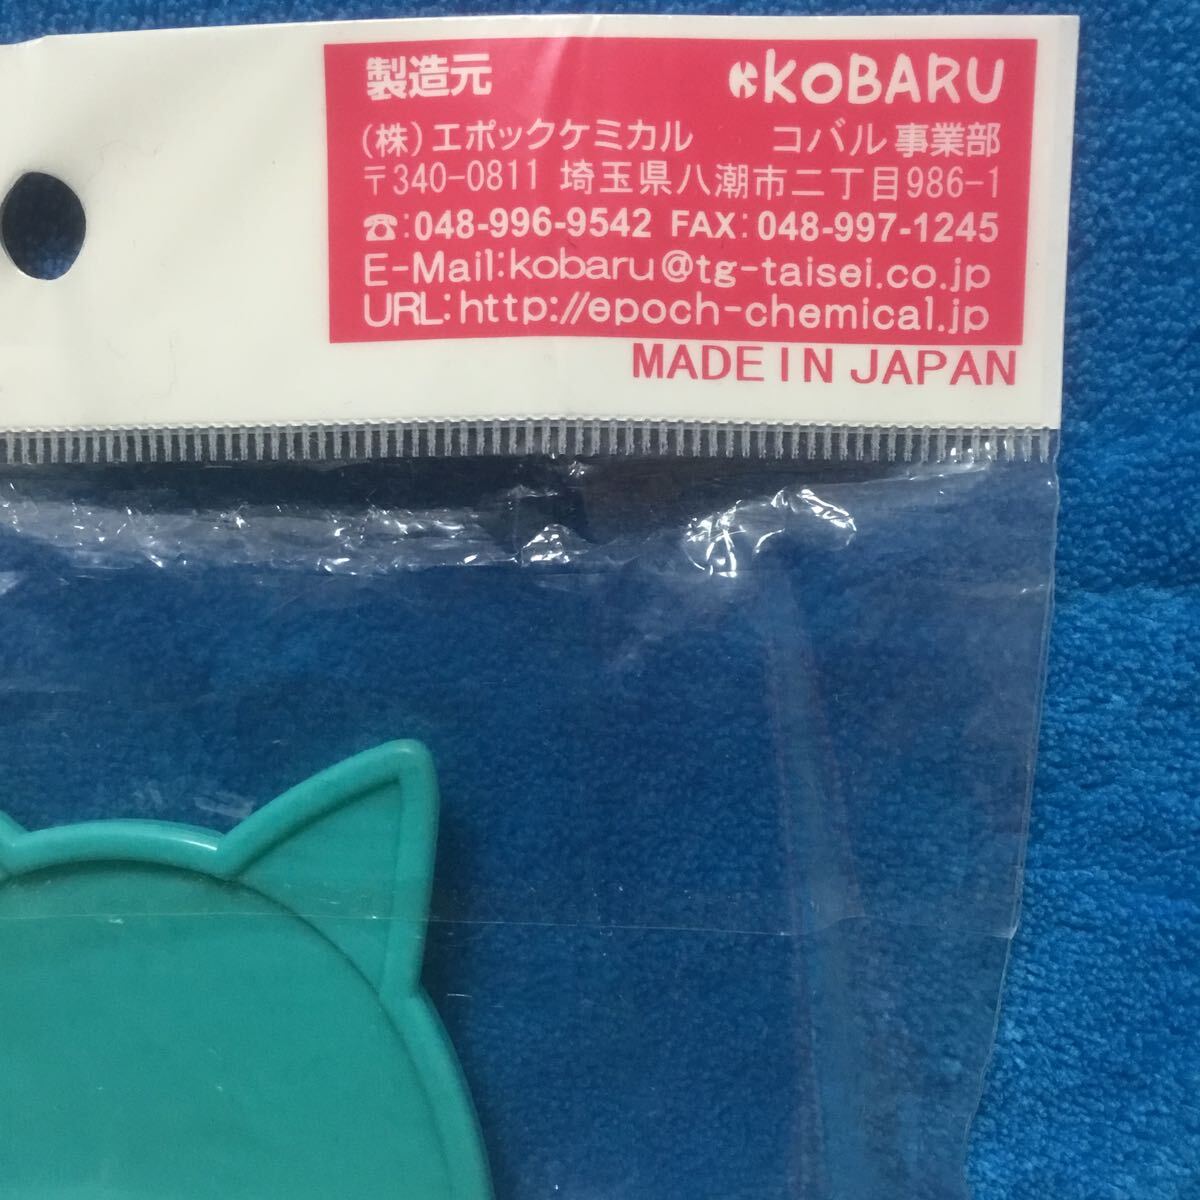 製造元 KOBARU
(株)エポックケミカル コバル事業部
〒340-0811 埼玉県八潮市二丁目986-1
☎:048-996-9542 FAX:048-997-1245
E-Mail:kobaru@tg-taisei.co.jp
URL:http://epoch-chemical.jp
MADE IN JAPAN